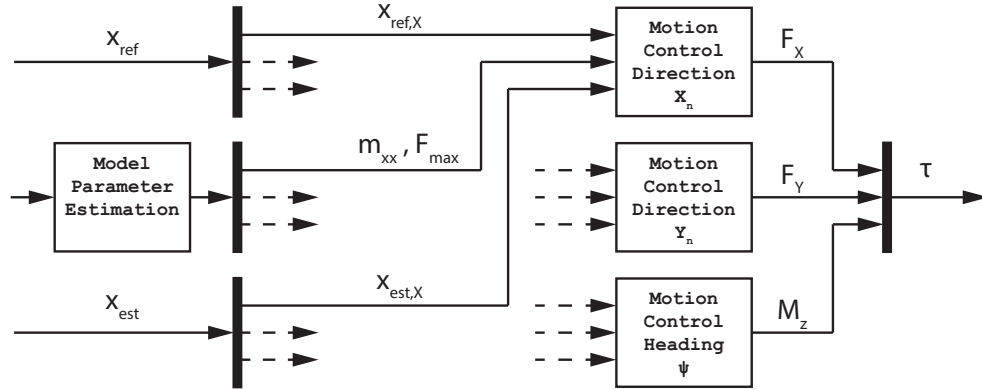 x_ref
x_ref,X
Motion
Control
Direction
X_n
F_X
Model
Parameter
Estimation
m_xx , F_max
Motion
Control
Direction
Y_n
F_Y
τ
x_est
x_est,X
Motion
Control
Heading
ψ
M_z